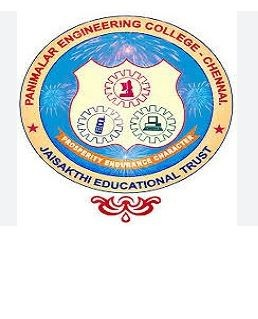 PANIMALAR ENGINEERING COLLEGE - CHENNAI.
PROSPERITY ENDURANCE CHARACTER
JAISAKTHI EDUCATIONAL TRUST